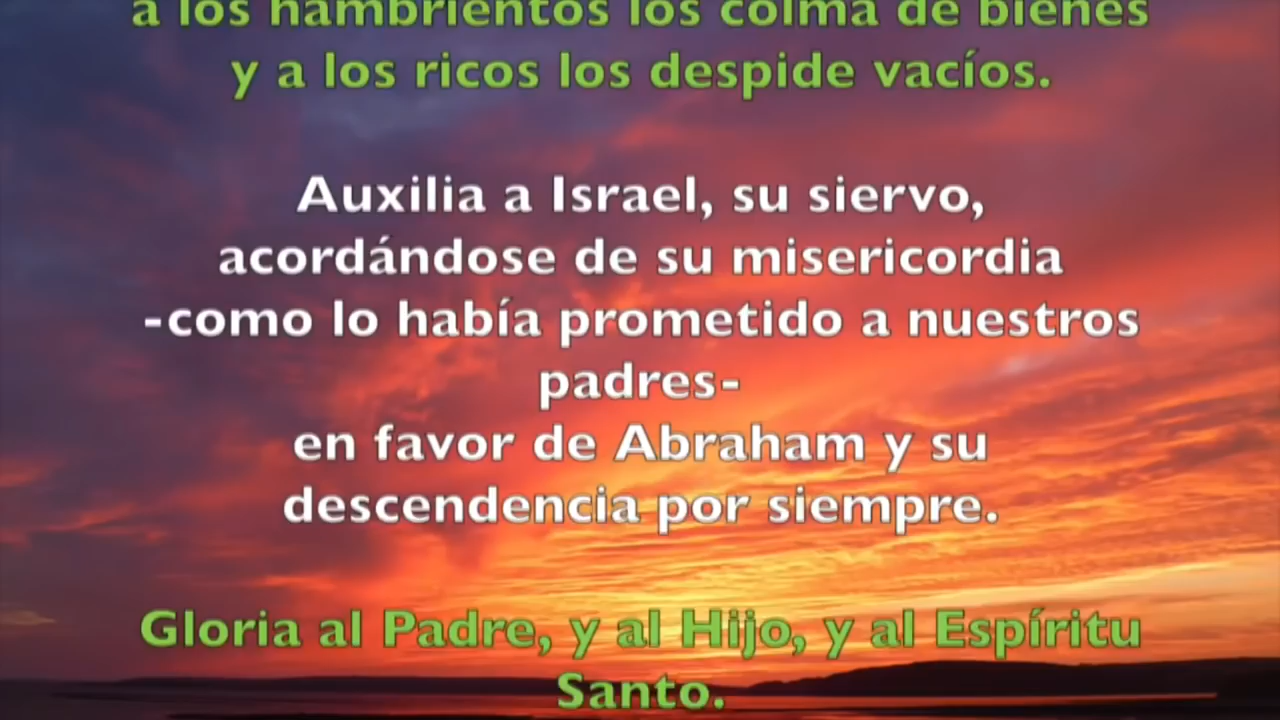 a los hambrientos los colma de bienes
y a los ricos los despide vacíos.
Auxilia a Israel, su siervo,
acordándose de su misericordia
-como lo había prometido a nuestros
padres-
en favor de Abraham y su
descendencia por siempre.
Gloria al Padre, y al Hijo, y al Espíritu
Santo.